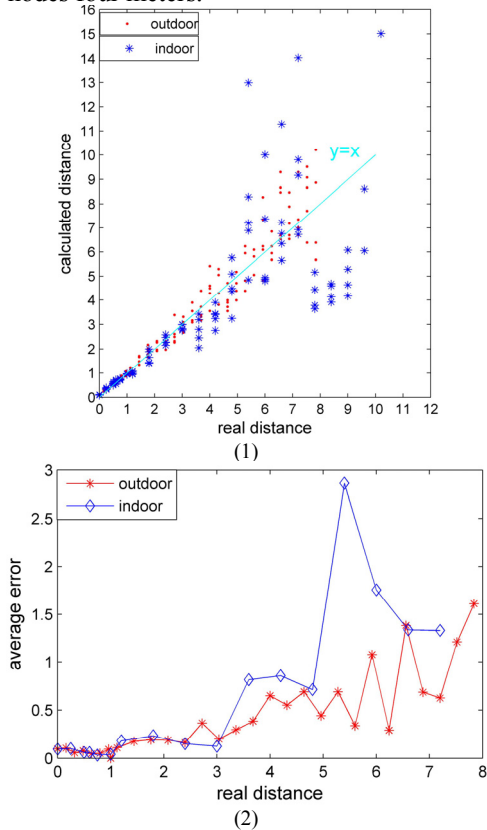 nodes four meters.
16
15
14
13
12
11
10
9
8
7
6
5
4
3
2
1
0
outdoor
indoor
y=x
calculated distance
0 1 2 3 4 5 6 7 8 9 10 11 12
real distance
(1)
3
2.5
2
1.5
1
0.5
0
outdoor
indoor
average error
0 1 2 3 4 5 6 7 8
real distance
(2)